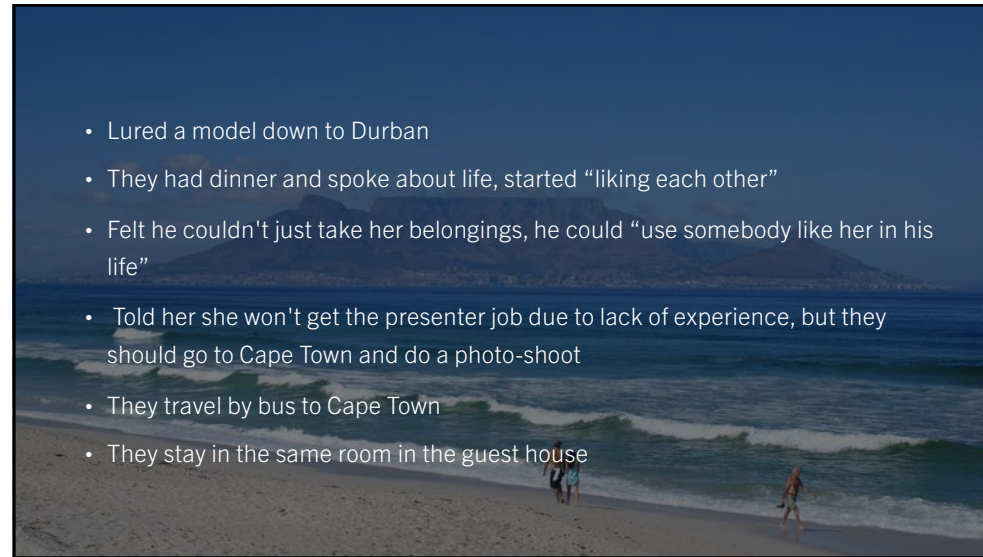 • Lured a model down to Durban
• They had dinner and spoke about life, started “liking each other”
• Felt he couldn't just take her belongings, he could “use somebody like her in his
life”
• Told her she won't get the presenter job due to lack of experience, but they
should go to Cape Town and do a photo-shoot
• They travel by bus to Cape Town
• They stay in the same room in the guest house